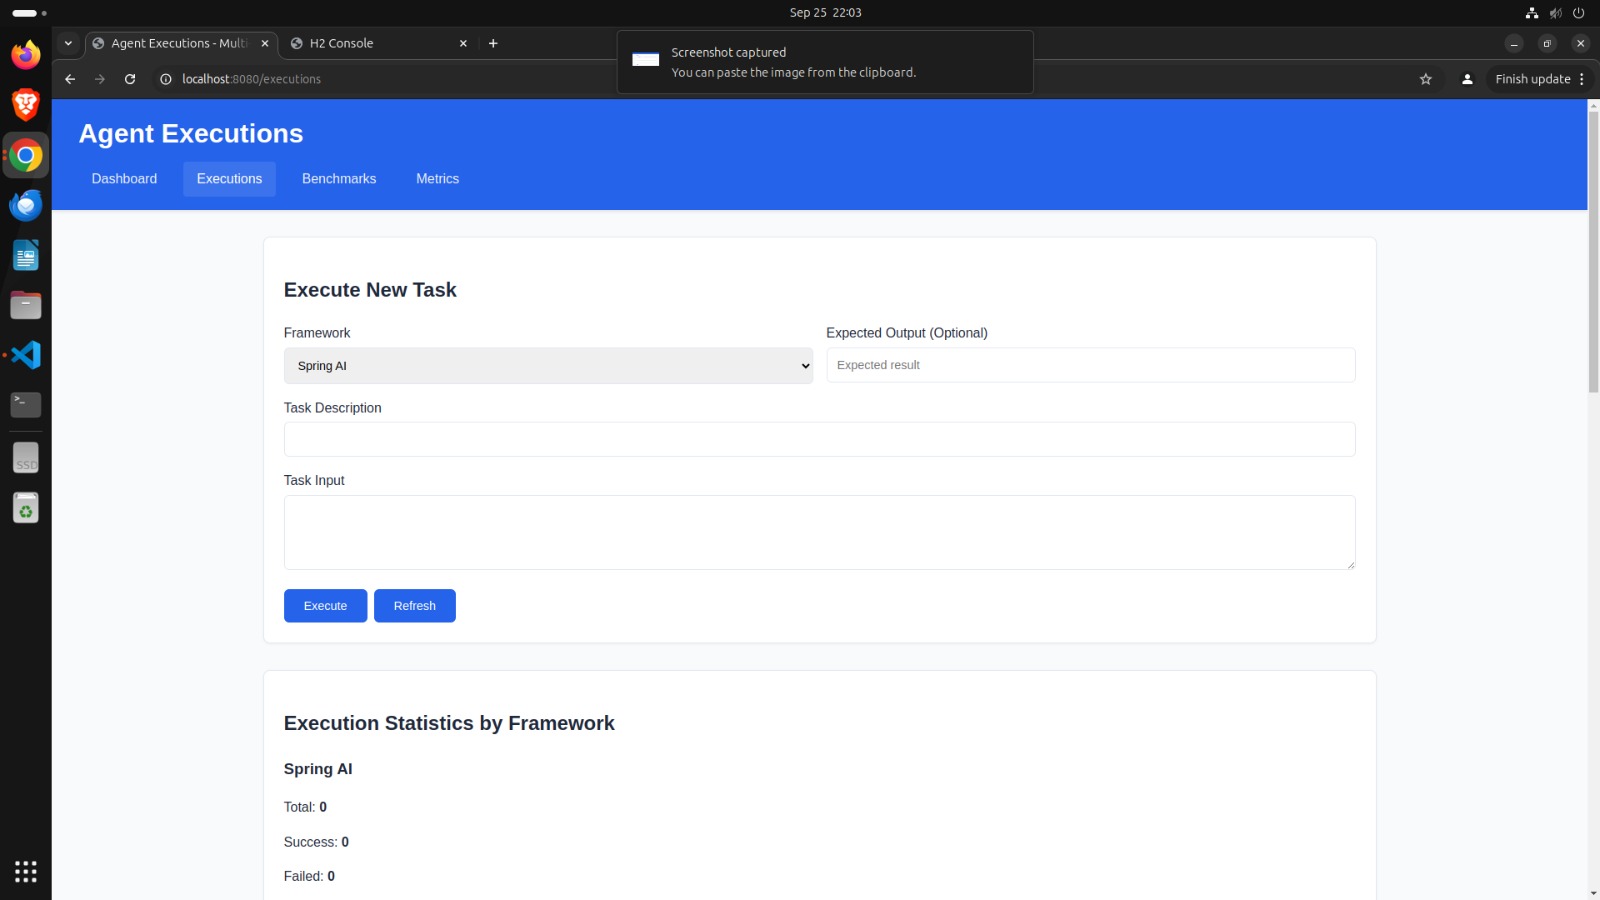 Sep 25 22:03
Agent Executions - Mult
H2 Console
Screenshot captured
You can paste the image from the clipboard.
localhost:8080/executions
Finish update
Agent Executions
Dashboard
Executions
Benchmarks
Metrics
Execute New Task
Framework
Expected Output (Optional)
Spring AI
Expected result
Task Description
Task Input
Execute
Refresh
Execution Statistics by Framework
Spring AI
Total: 0
Success: 0
Failed: 0
SSD